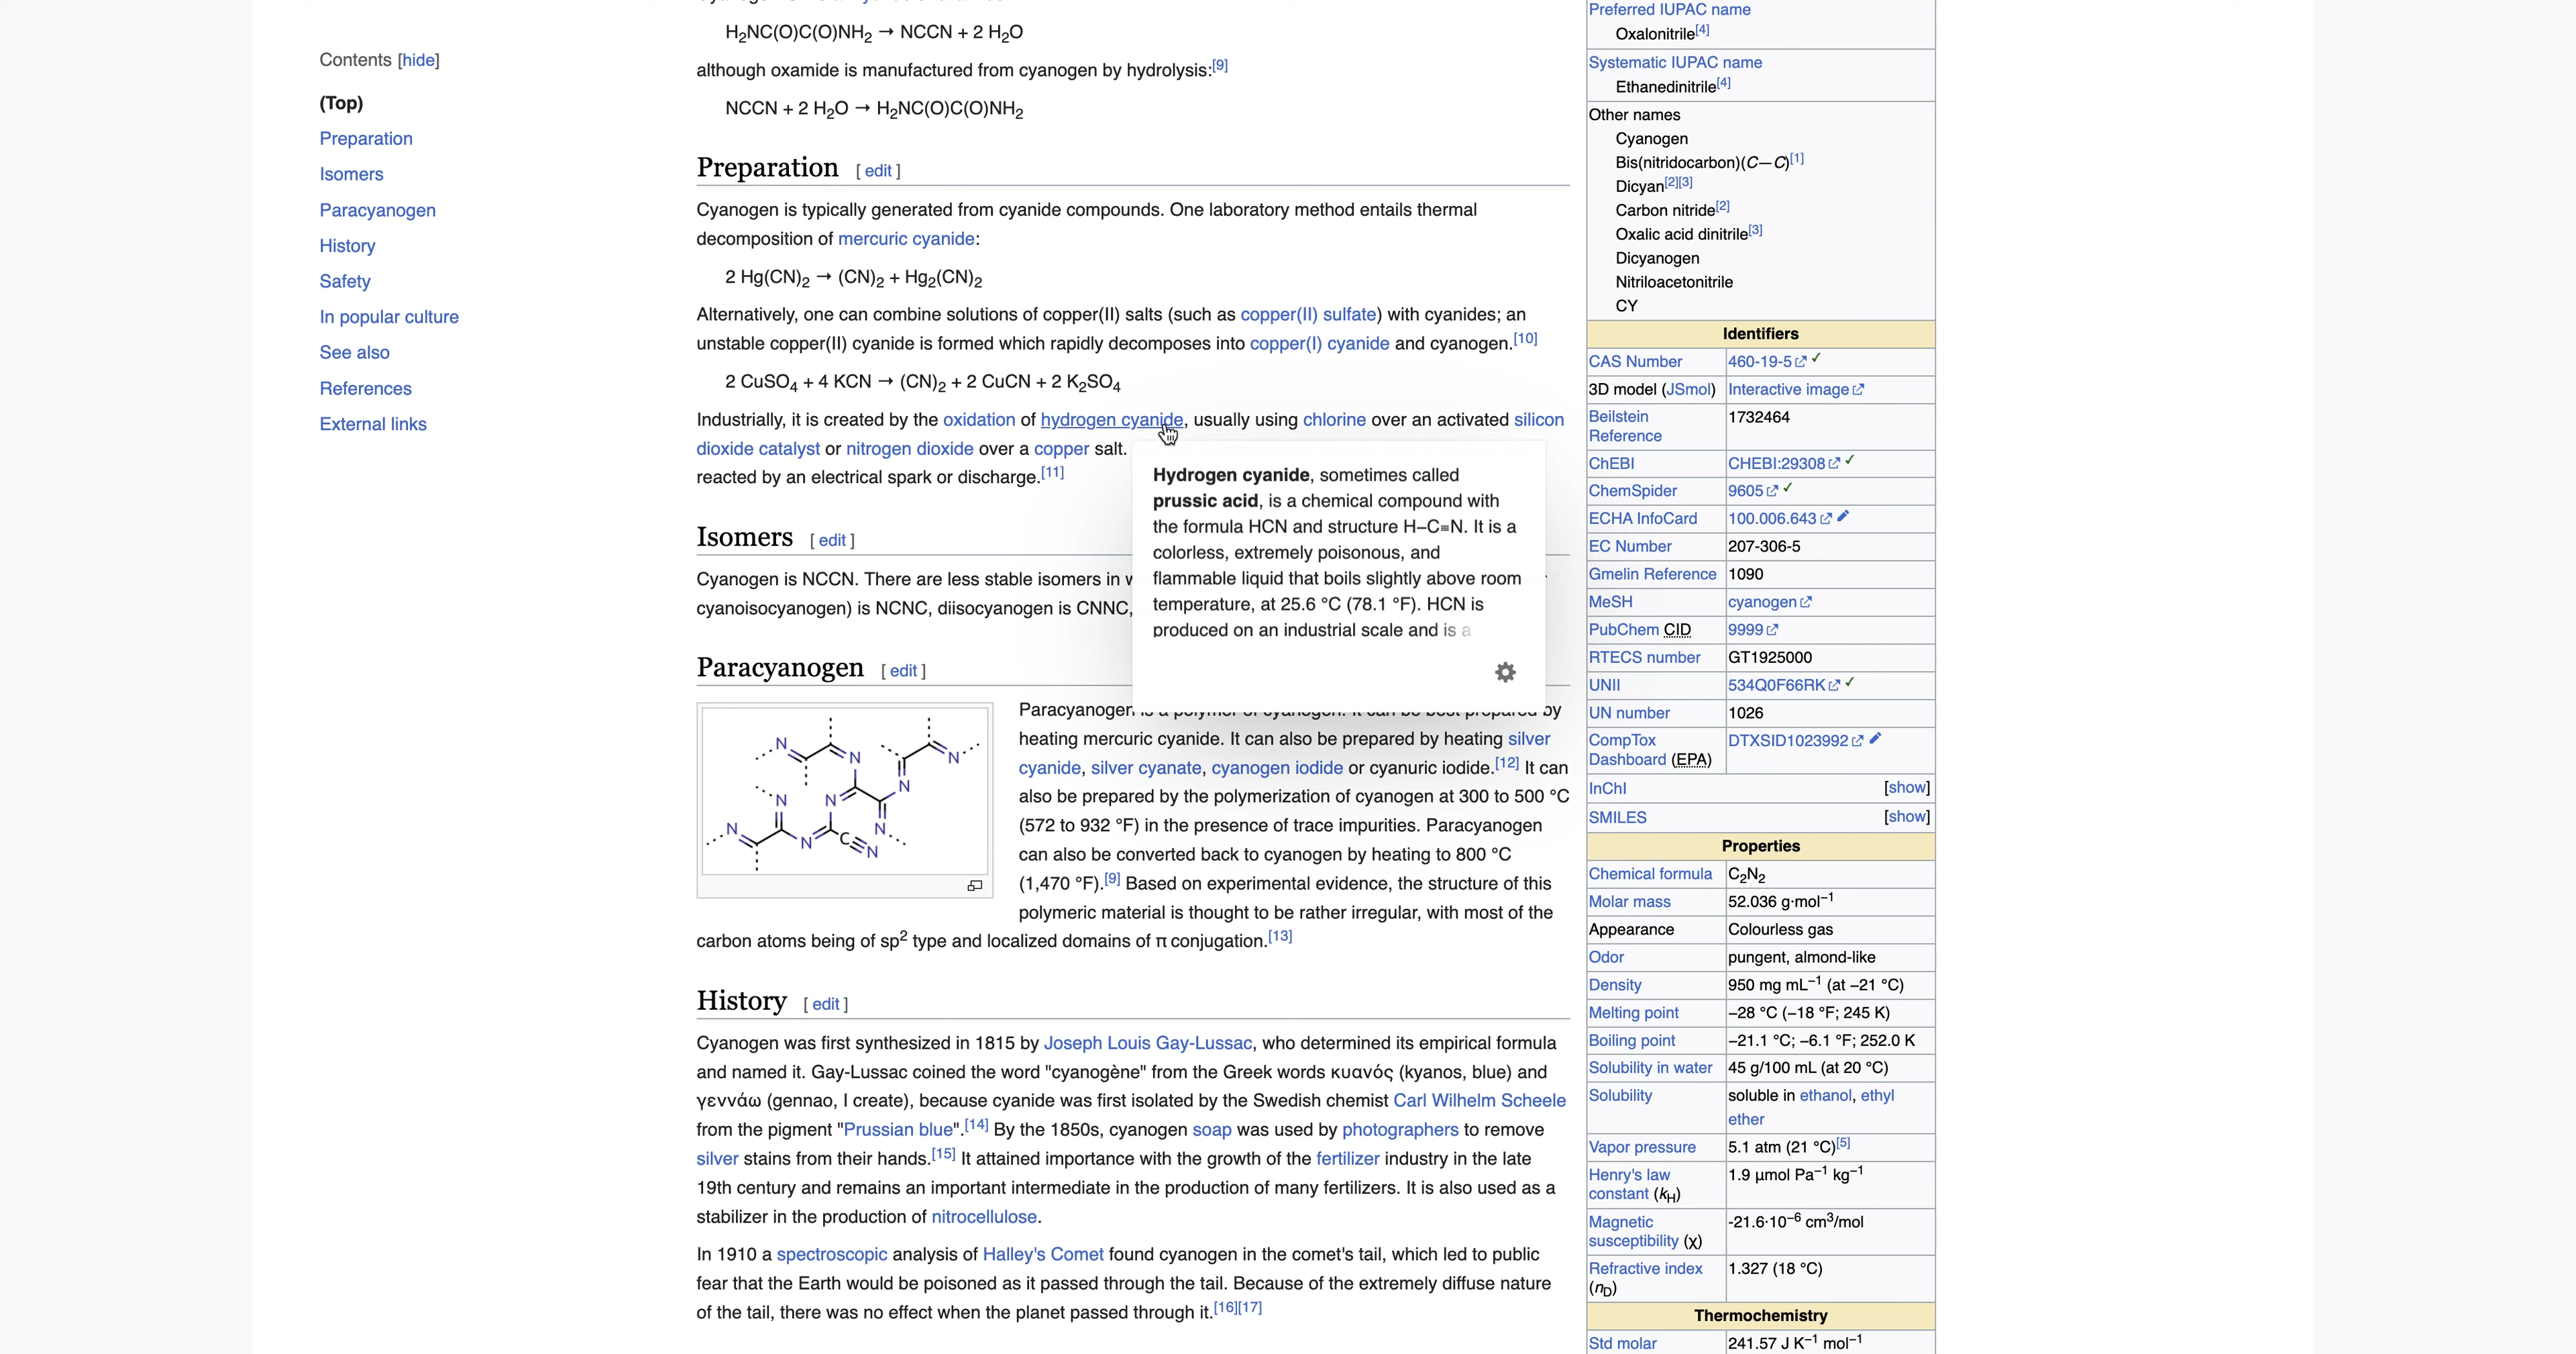 Contents [hide]
(Top)
Preparation
Isomers
Paracyanogen
History
Safety
In popular culture
See also
References
External links
H₂NC(O)C(O)NH₂ → NCCN + 2 H₂O
although oxamide is manufactured from cyanogen by hydrolysis:[9]
NCCN + 2 H₂O → H₂NC(O)C(O)NH₂
Preparation [ edit ]
Cyanogen is typically generated from cyanide compounds. One laboratory method entails thermal
decomposition of mercuric cyanide:
2 Hg(CN)₂ → (CN)₂ + Hg₂(CN)₂
Alternatively, one can combine solutions of copper(II) salts (such as copper(II) sulfate) with cyanides; an
unstable copper(II) cyanide is formed which rapidly decomposes into copper(I) cyanide and cyanogen.[10]
2 CuSO₄ + 4 KCN → (CN)₂ + 2 CuCN + 2 K₂SO₄
Industrially, it is created by the oxidation of hydrogen cyanide, usually using chlorine over an activated silicon
dioxide catalyst or nitrogen dioxide over a copper salt.
reacted by an electrical spark or discharge.[11]
Hydrogen cyanide, sometimes called
prussic acid, is a chemical compound with
the formula HCN and structure H−C≡N. It is a
colorless, extremely poisonous, and
flammable liquid that boils slightly above room
temperature, at 25.6 °C (78.1 °F). HCN is
produced on an industrial scale and is a
Isomers [ edit ]
Cyanogen is NCCN. There are less stable isomers in
cyanoisocyanogen) is NCNC, diisocyanogen is CNNC,
Paracyanogen [ edit ]
N N N N N N N N N N C N
Paracyanogen is a polymer of cyanogen. It can be best prepared by
heating mercuric cyanide. It can also be prepared by heating silver
cyanide, silver cyanate, cyanogen iodide or cyanuric iodide.[12] It can
also be prepared by the polymerization of cyanogen at 300 to 500 °C
(572 to 932 °F) in the presence of trace impurities. Paracyanogen
can also be converted back to cyanogen by heating to 800 °C
(1,470 °F).[9] Based on experimental evidence, the structure of this
polymeric material is thought to be rather irregular, with most of the
carbon atoms being of sp² type and localized domains of π conjugation.[13]
History [ edit ]
Cyanogen was first synthesized in 1815 by Joseph Louis Gay-Lussac, who determined its empirical formula
and named it. Gay-Lussac coined the word "cyanogène" from the Greek words κυανός (kyanos, blue) and
γεννάω (gennao, I create), because cyanide was first isolated by the Swedish chemist Carl Wilhelm Scheele
from the pigment "Prussian blue".[14] By the 1850s, cyanogen soap was used by photographers to remove
silver stains from their hands.[15] It attained importance with the growth of the fertilizer industry in the late
19th century and remains an important intermediate in the production of many fertilizers. It is also used as a
stabilizer in the production of nitrocellulose.
In 1910 a spectroscopic analysis of Halley's Comet found cyanogen in the comet's tail, which led to public
fear that the Earth would be poisoned as it passed through the tail. Because of the extremely diffuse nature
of the tail, there was no effect when the planet passed through it.[16][17]
Preferred IUPAC name
Oxalonitrile[4]
Systematic IUPAC name
Ethanedinitrile[4]
Other names
Cyanogen
Bis(nitridocarbon)(C—C)[1]
Dicyan[2][3]
Carbon nitride[2]
Oxalic acid dinitrile[3]
Dicyanogen
Nitriloacetonitrile
CY
Identifiers
CAS Number 460-19-5 ✓
3D model (JSmol) Interactive image
Beilstein Reference 1732464
ChEBI CHEBI:29308 ✓
ChemSpider 9605 ✓
ECHA InfoCard 100.006.643
EC Number 207-306-5
Gmelin Reference 1090
MeSH cyanogen
PubChem CID 9999
RTECS number GT1925000
UNII 534Q0F66RK ✓
UN number 1026
CompTox Dashboard (EPA) DTXSID1023992
InChI [show]
SMILES [show]
Properties
Chemical formula C₂N₂
Molar mass 52.036 g·mol⁻¹
Appearance Colourless gas
Odor pungent, almond-like
Density 950 mg mL⁻¹ (at −21 °C)
Melting point −28 °C (−18 °F; 245 K)
Boiling point −21.1 °C; −6.1 °F; 252.0 K
Solubility in water 45 g/100 mL (at 20 °C)
Solubility soluble in ethanol, ethyl
ether
Vapor pressure 5.1 atm (21 °C)[5]
Henry's law constant (kH) 1.9 μmol Pa⁻¹ kg⁻¹
Magnetic susceptibility (χ) -21.6·10⁻⁶ cm³/mol
Refractive index (nD) 1.327 (18 °C)
Thermochemistry
Std molar 241.57 J K⁻¹ mol⁻¹